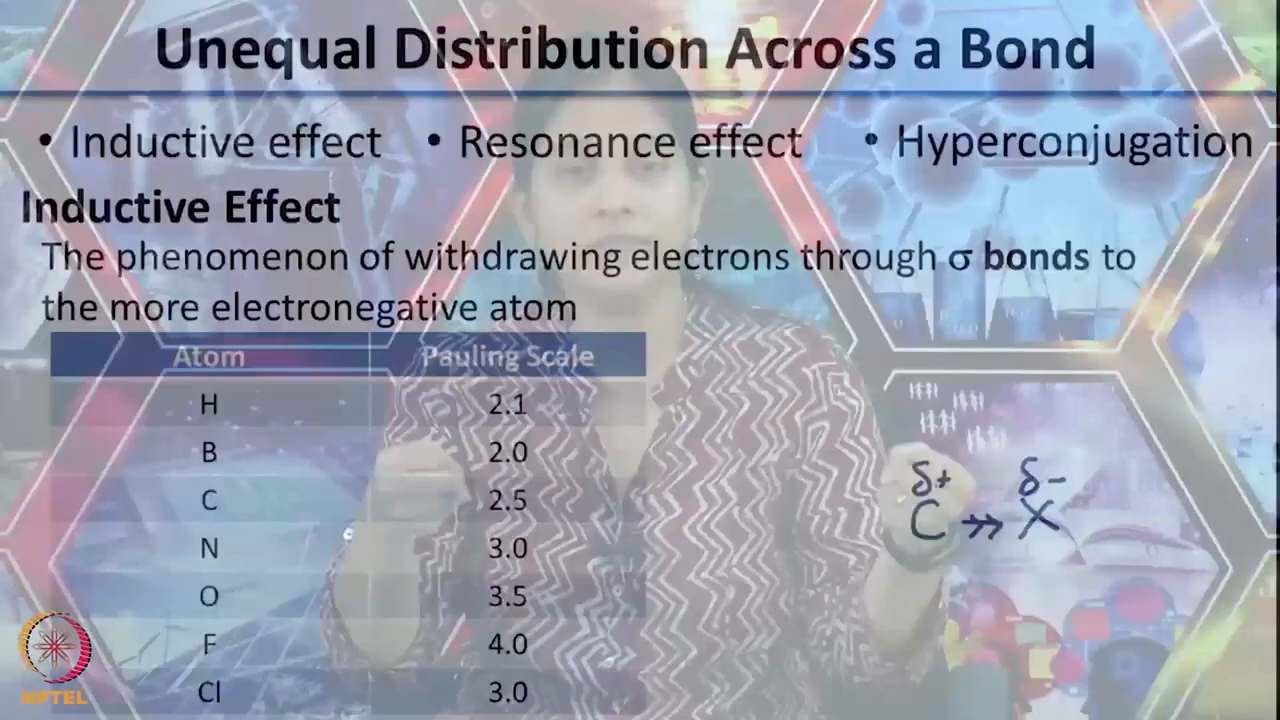 Unequal Distribution Across a Bond
• Inductive effect • Resonance effect • Hyperconjugation
Inductive Effect
The phenomenon of withdrawing electrons through σ bonds to
the more electronegative atom
Atom Pauling Scale
H 2.1
B 2.0
C 2.5
N 3.0
O 3.5
F 4.0
Cl 3.0
δ+ δ-
C →> X
NPTEL